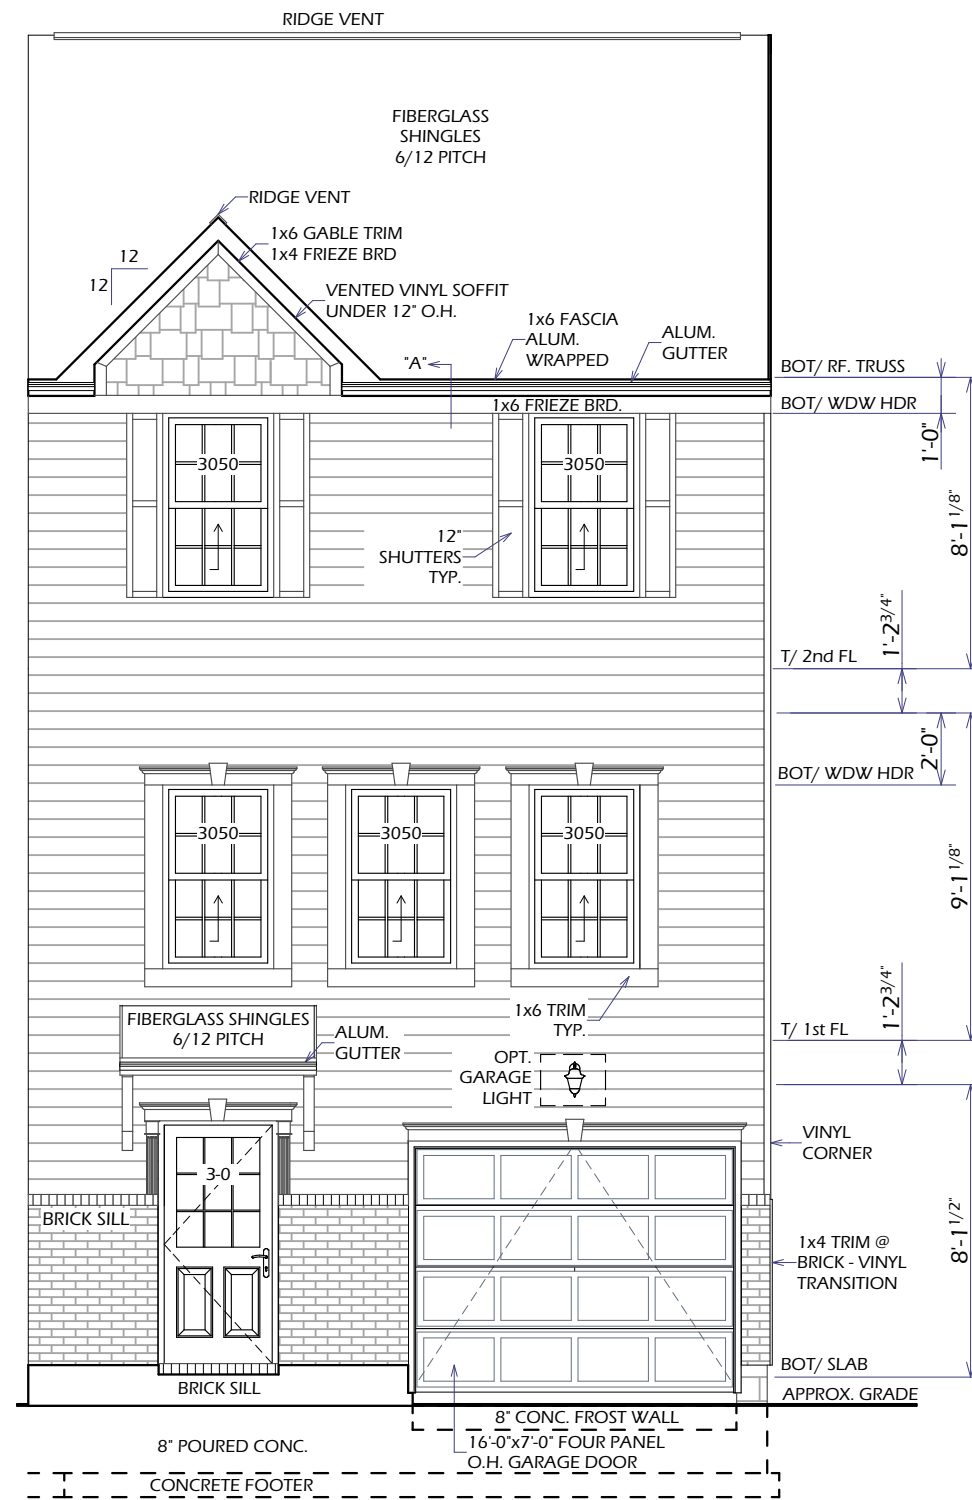 RIDGE VENT
FIBERGLASS
SHINGLES
6/12 PITCH
RIDGE VENT
1x6 GABLE TRIM
1x4 FRIEZE BRD
12
12
VENTED VINYL SOFFIT
UNDER 12" O.H.
1x6 FASCIA
ALUM.
WRAPPED
ALUM.
GUTTER
"A"
BOT/ RF. TRUSS
1x6 FRIEZE BRD.
BOT/ WDW HDR
1'-0"
8'-1 1/8"
3050
3050
12"
SHUTTERS
TYP.
1'-2 3/4"
T/ 2nd FL
2'-0"
BOT/ WDW HDR
3050
3050
3050
9'-1 1/8"
1x6 TRIM
TYP.
1'-2 3/4"
T/ 1st FL
FIBERGLASS SHINGLES
6/12 PITCH
ALUM.
GUTTER
OPT.
GARAGE
LIGHT
VINYL
CORNER
3-0
BRICK SILL
8'-1 1/2"
1x4 TRIM @
BRICK - VINYL
TRANSITION
BOT/ SLAB
BRICK SILL
APPROX. GRADE
8" CONC. FROST WALL
8" POURED CONC.
16'-0"x7'-0" FOUR PANEL
O.H. GARAGE DOOR
CONCRETE FOOTER